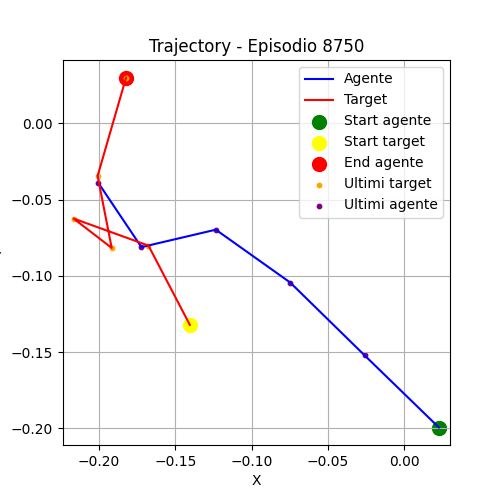 Trajectory - Episodio 8750
Agente
Target
Start agente
Start target
End agente
Ultimi target
Ultimi agente
0.00
−0.05
−0.10
−0.15
−0.20
−0.20
−0.15
−0.10
−0.05
0.00
X